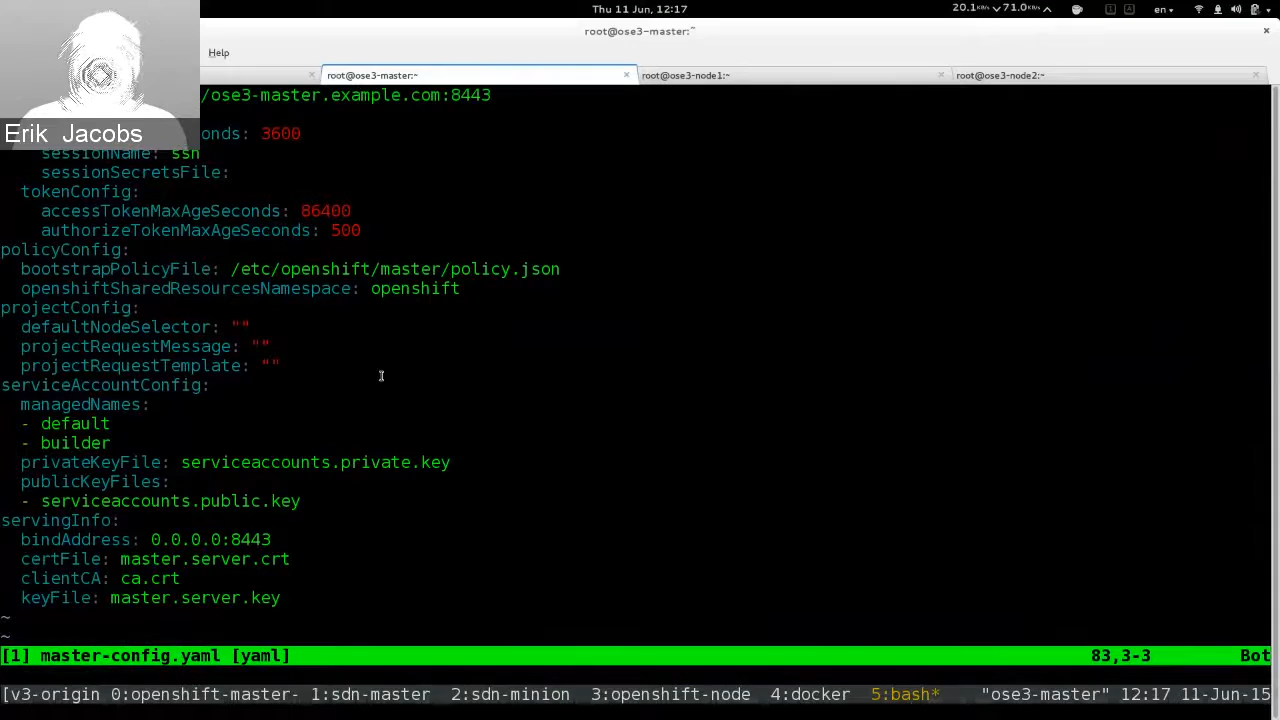 Thu 11 Jun, 12:17
20.1 KB/s 71.0 KB/s
en
root@ose3-master:~
Help
root@ose3-master:~
root@ose3-node1:~
root@ose3-node2:~
Erik Jacobs
/ose3-master.example.com:8443
onds: 3600
sessionName: ssn
sessionSecretsFile:
tokenConfig:
accessTokenMaxAgeSeconds: 86400
authorizeTokenMaxAgeSeconds: 500
policyConfig:
bootstrapPolicyFile: /etc/openshift/master/policy.json
openshiftSharedResourcesNamespace: openshift
projectConfig:
defaultNodeSelector: ""
projectRequestMessage: ""
projectRequestTemplate: ""
serviceAccountConfig:
managedNames:
- default
- builder
privateKeyFile: serviceaccounts.private.key
publicKeyFiles:
- serviceaccounts.public.key
servingInfo:
bindAddress: 0.0.0.0:8443
certFile: master.server.crt
clientCA: ca.crt
keyFile: master.server.key
~
~
[1] master-config.yaml [yaml] 83,3-3 Bot
[v3-origin 0:openshift-master- 1:sdn-master 2:sdn-minion 3:openshift-node 4:docker 5:bash* "ose3-master" 12:17 11-Jun-15